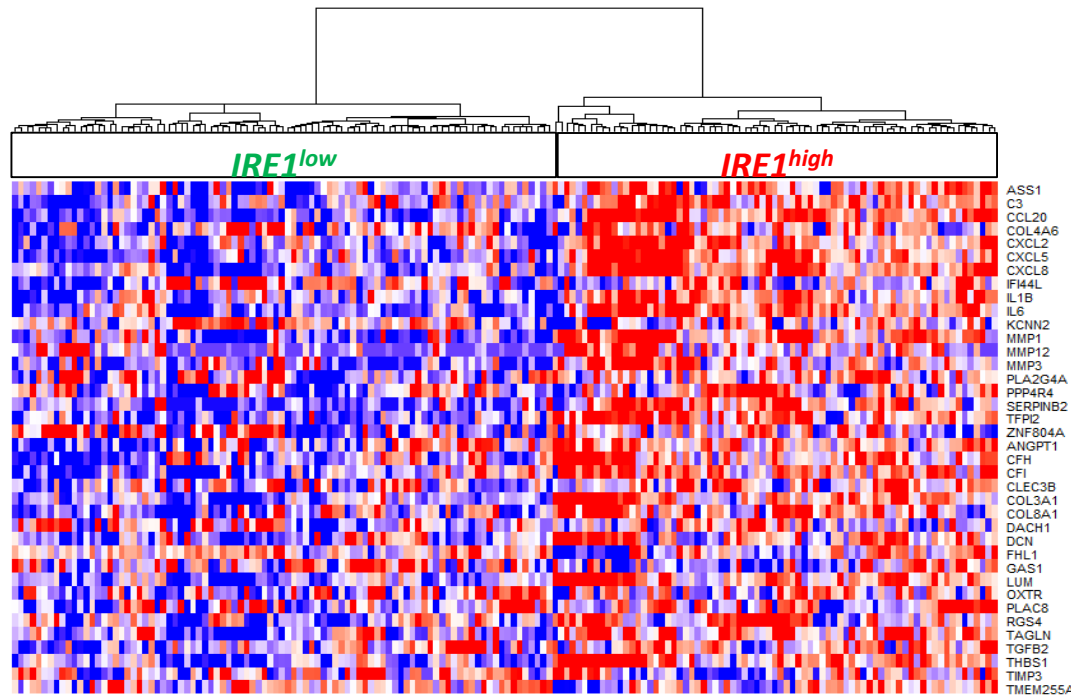 IRE1low IRE1high
ASS1
C3
CCL20
COL4A6
CXCL2
CXCL5
CXCL8
IFI44L
IL1B
IL6
KCNN2
MMP1
MMP12
MMP3
PLA2G4A
PPP4R4
SERPINB2
TFPI2
ZNF804A
ANGPT1
CFH
CFI
CLEC3B
COL3A1
COL8A1
DACH1
DCN
FHL1
GAS1
LUM
OXTR
PLAC8
RGS4
TAGLN
TGFB2
THBS1
TIMP3
TMEM255A